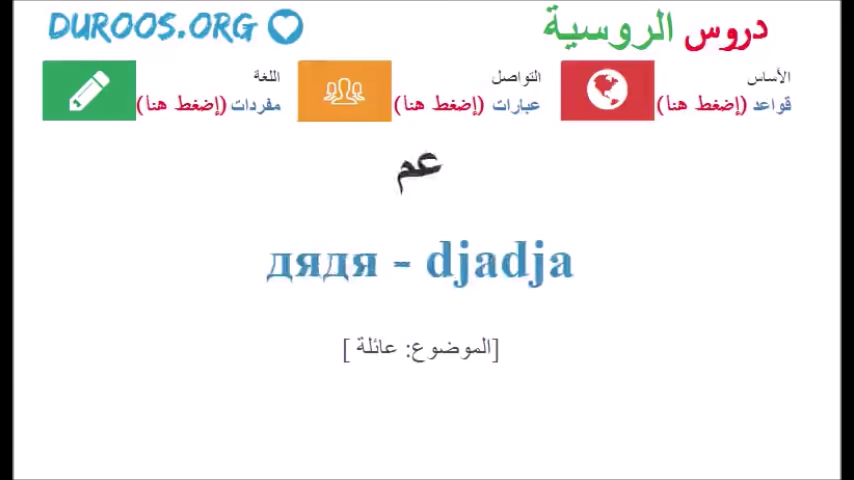 DUROOS.ORG
دروس الروسية
الأساس
قواعد (إضغط هنا)
التواصل
عبارات (إضغط هنا)
اللغة
مفردات (إضغط هنا)
عم
дядя - djadja
[الموضوع: عائلة ]